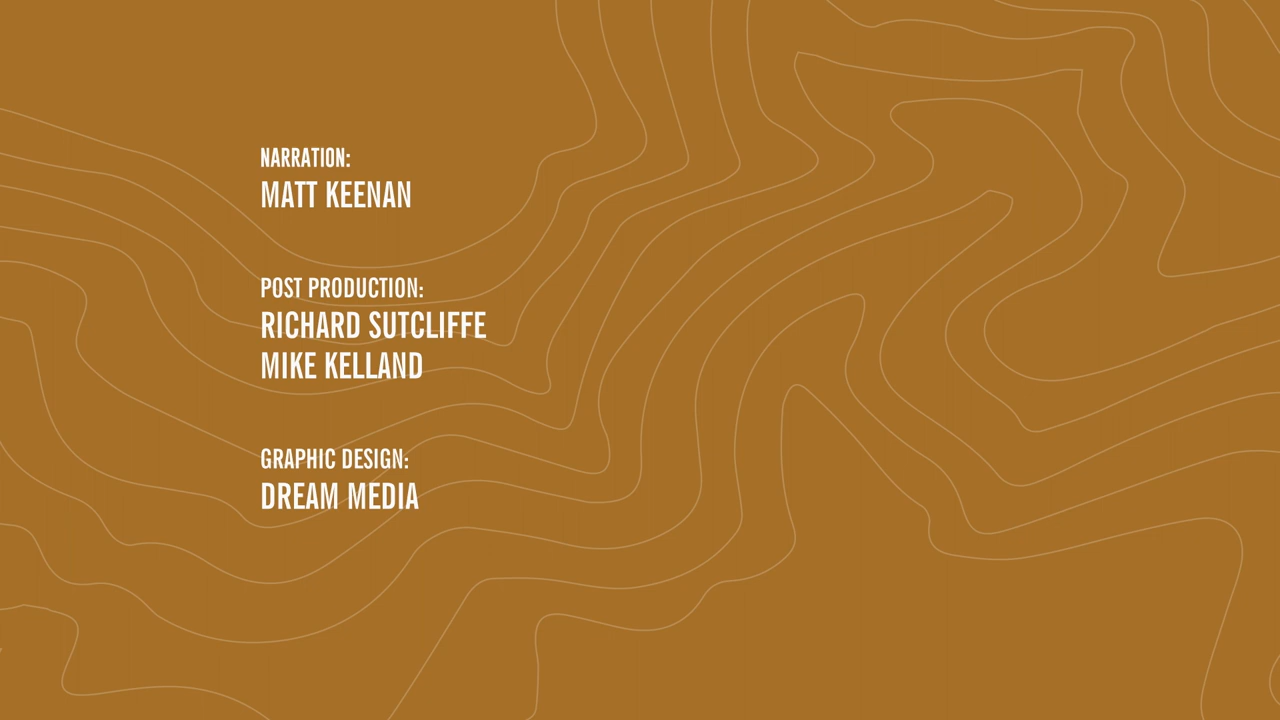 NARRATION:
MATT KEENAN
POST PRODUCTION:
RICHARD SUTCLIFFE
MIKE KELLAND
GRAPHIC DESIGN:
DREAM MEDIA